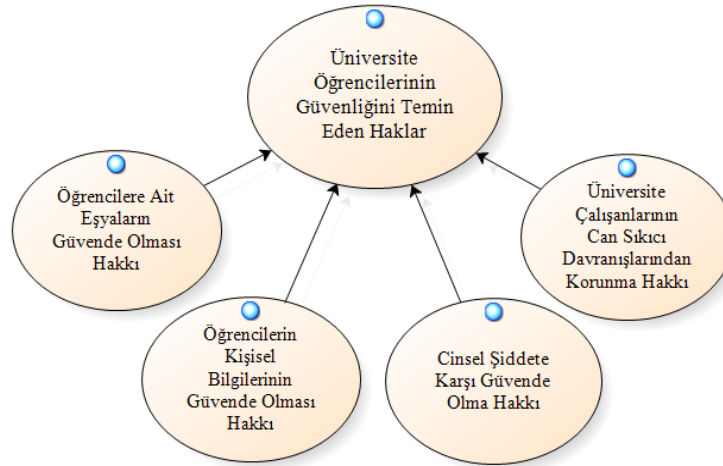 Üniversite
Öğrencilerinin
Güvenliğini Temin
Eden Haklar
Öğrencilere Ait
Eşyaların
Güvende Olması
Hakkı
Öğrencilerin
Kişisel
Bilgilerinin
Güvende Olması
Hakkı
Cinsel Şiddete
Karşı Güvende
Olma Hakkı
Üniversite
Çalışanlarının
Can Sıkıcı
Davranışlarından
Korunma Hakkı